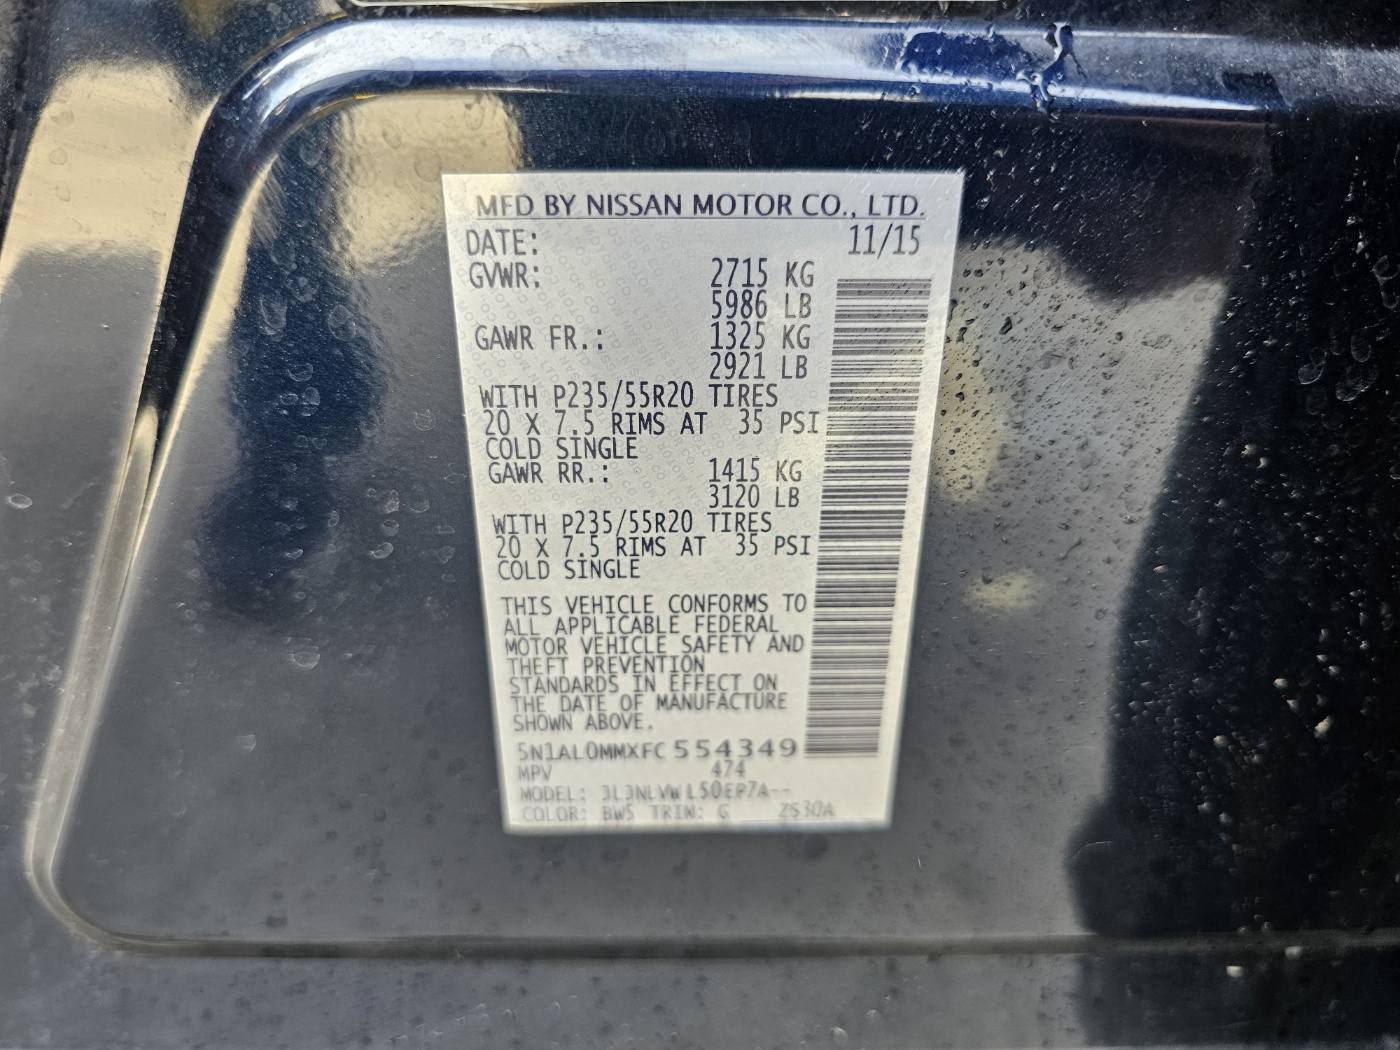 MFD BY NISSAN MOTOR CO., LTD.
DATE: 11/15
GVWR: 2715 KG
5986 LB
GAWR FR.: 1325 KG
2921 LB
WITH P235/55R20 TIRES
20 X 7.5 RIMS AT 35 PSI
COLD SINGLE
GAWR RR.: 1415 KG
3120 LB
WITH P235/55R20 TIRES
20 X 7.5 RIMS AT 35 PSI
COLD SINGLE
THIS VEHICLE CONFORMS TO
ALL APPLICABLE FEDERAL
MOTOR VEHICLE SAFETY AND
THEFT PREVENTION
STANDARDS IN EFFECT ON
THE DATE OF MANUFACTURE
SHOWN ABOVE.
5N1AL0MMXFC554349
MPV 474
MODEL:
COLOR: BW5 TRIM: G